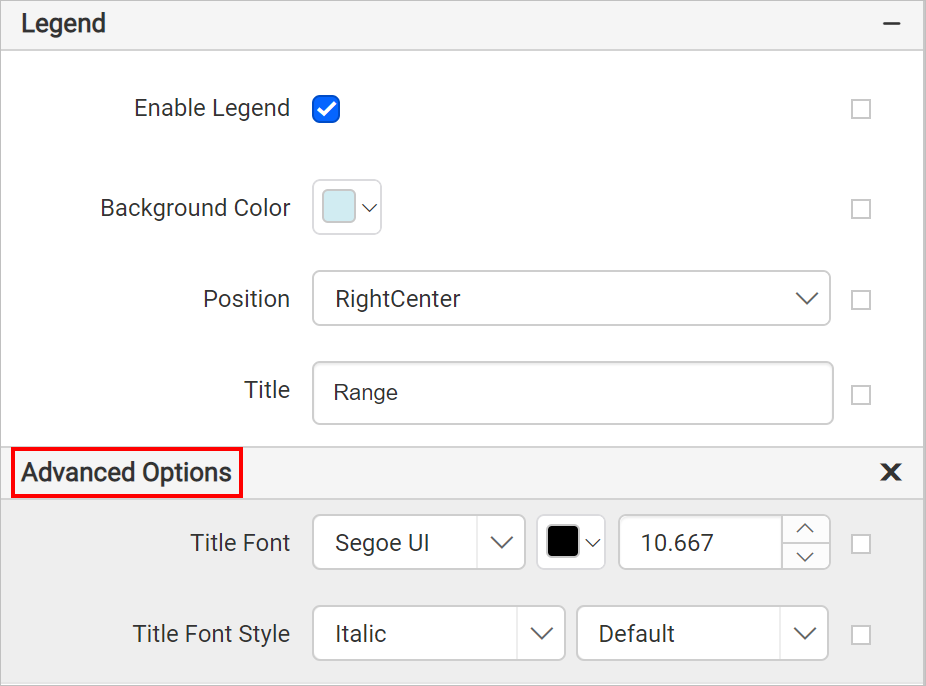 Legend
Enable Legend
Background Color
Position RightCenter
Title Range
Advanced Options
Title Font Segoe UI 10.667
Title Font Style Italic Default